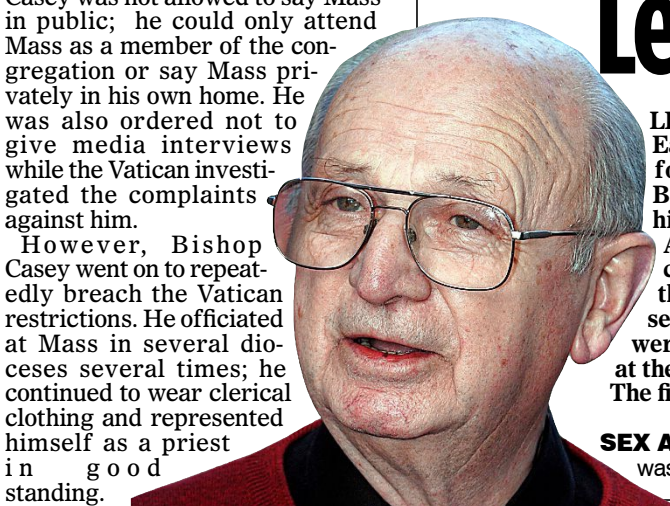 Casey was not allowed to say Mass
in public; he could only attend
Mass as a member of the con-
gregation or say Mass pri-
vately in his own home. He
was also ordered not to
give media interviews
while the Vatican investi-
gated the complaints
against him.
However, Bishop
Casey went on to repeat-
edly breach the Vatican
restrictions. He officiated
at Mass in several dio-
ceses several times; he
continued to wear clerical
clothing and represented
himself as a priest
in good
standing.
Le
at the
The fi
SEX A
was